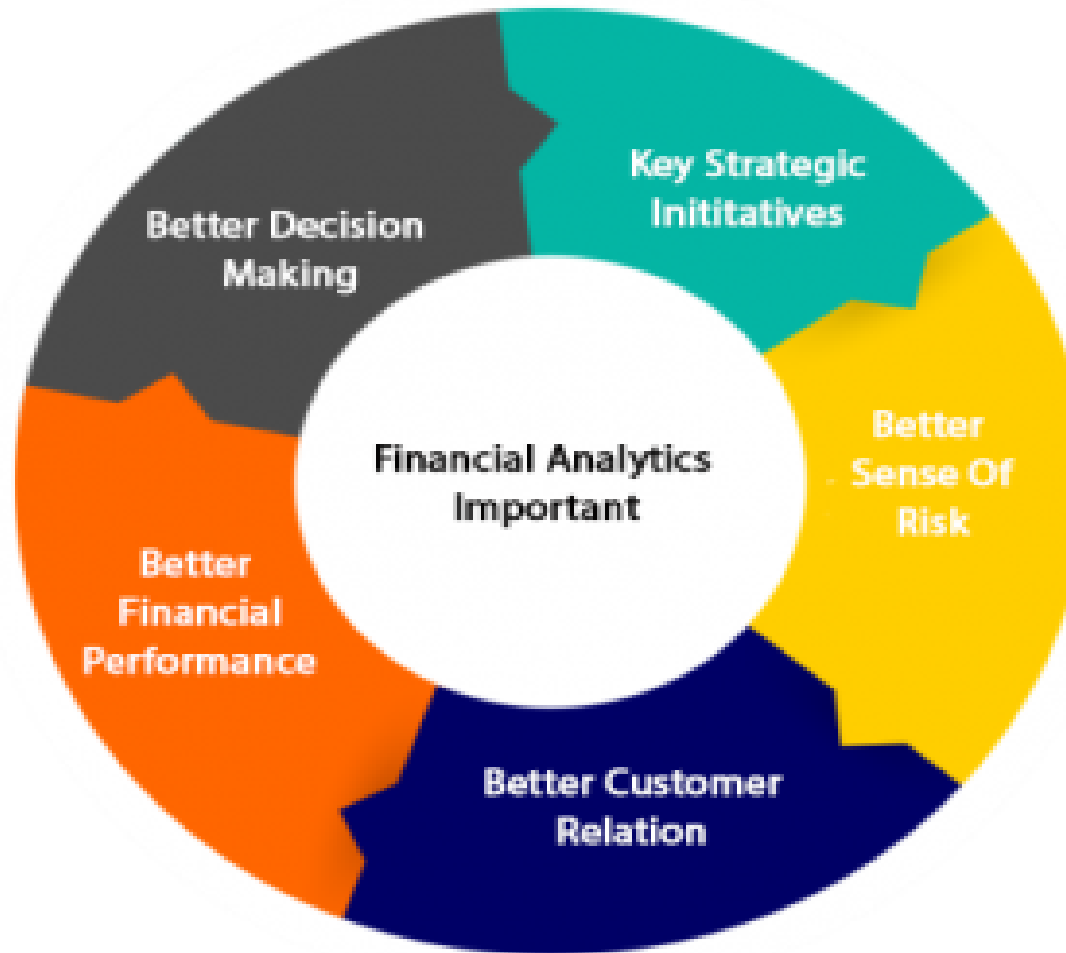 Key Strategic
Inititatives
Better
Sense Of
Risk
Better Customer
Relation
Better
Financial
Performance
Better Decision
Making
Financial Analytics
Important